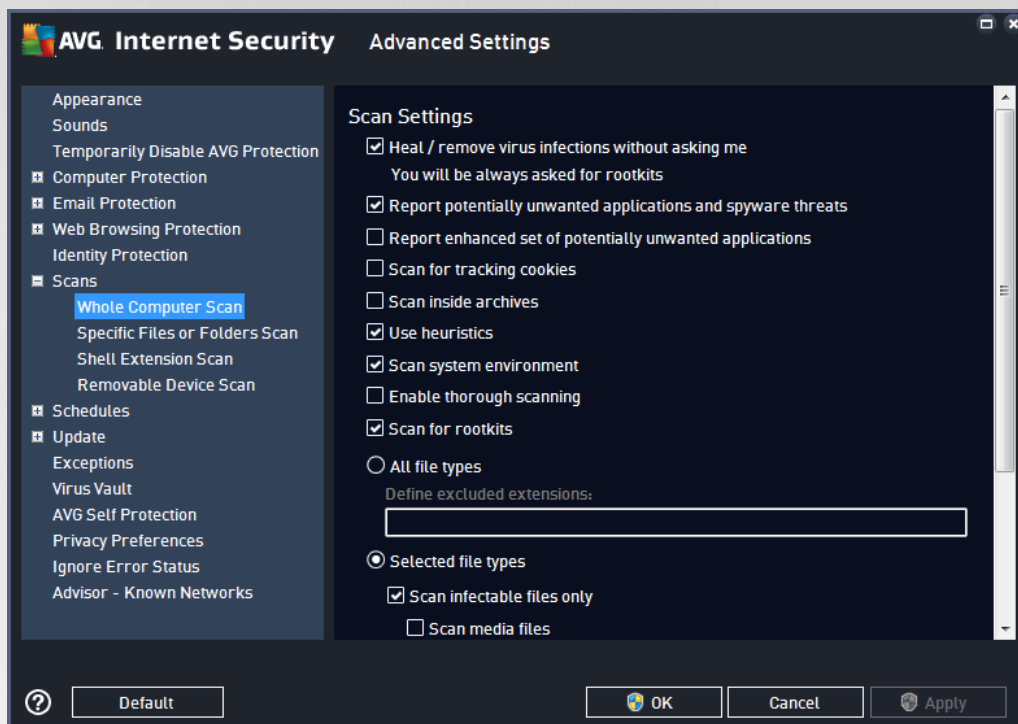 AVG. Internet Security Advanced Settings
Appearance
Sounds
Temporarily Disable AVG Protection
Computer Protection
Email Protection
Web Browsing Protection
Identity Protection
Scans
Whole Computer Scan
Specific Files or Folders Scan
Shell Extension Scan
Removable Device Scan
Schedules
Update
Exceptions
Virus Vault
AVG Self Protection
Privacy Preferences
Ignore Error Status
Advisor - Known Networks
Scan Settings
Heal / remove virus infections without asking me
You will be always asked for rootkits
Report potentially unwanted applications and spyware threats
Report enhanced set of potentially unwanted applications
Scan for tracking cookies
Scan inside archives
Use heuristics
Scan system environment
Enable thorough scanning
Scan for rootkits
All file types
Define excluded extensions:
Selected file types
Scan infectable files only
Scan media files
? Default OK Cancel Apply